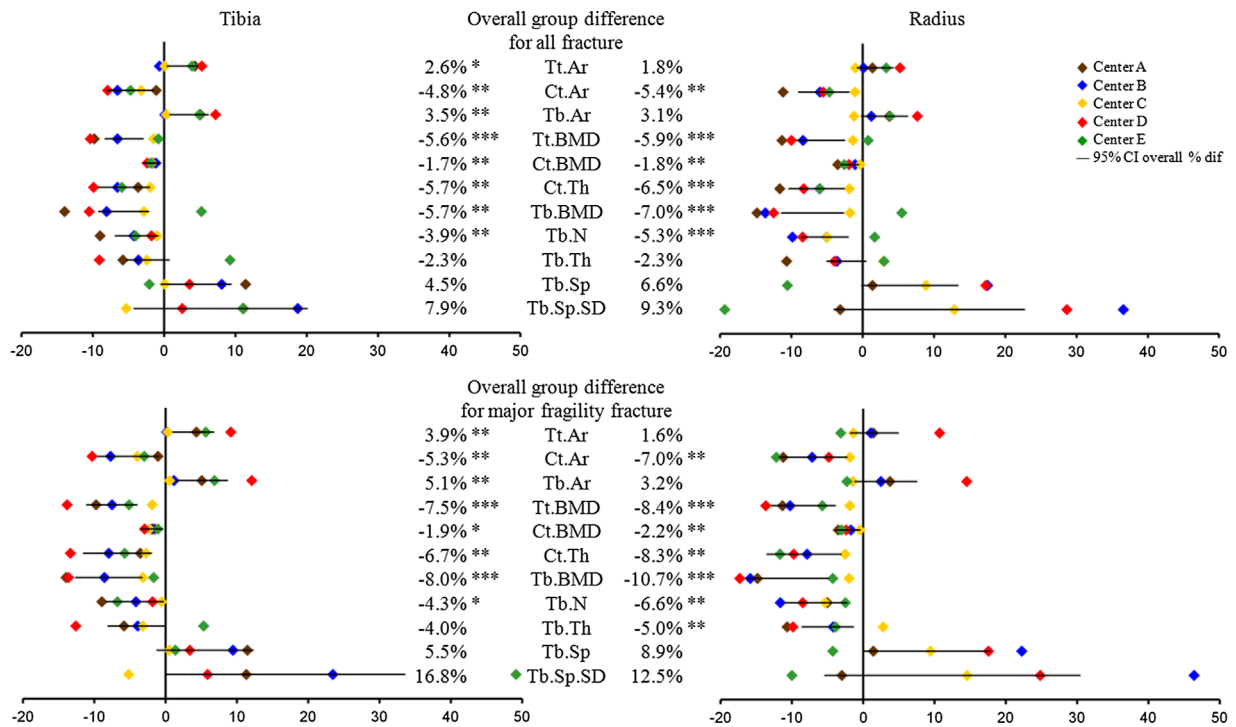 Tibia Overall group difference Radius
for all fracture
2.6% * Tt.Ar 1.8%
-4.8% ** Ct.Ar -5.4% **
3.5% ** Tb.Ar 3.1%
-5.6% *** Tt.BMD -5.9% ***
-1.7% ** Ct.BMD -1.8% **
-5.7% ** Ct.Th -6.5% ***
-5.7% ** Tb.BMD -7.0% ***
-3.9% ** Tb.N -5.3% ***
-2.3% Tb.Th -2.3%
4.5% Tb.Sp 6.6%
7.9% Tb.Sp.SD 9.3%
Center A
Center B
Center C
Center D
Center E
95% CI overall % dif
-20 -10 0 10 20 30 40 50
-20 -10 0 10 20 30 40 50
Overall group difference
for major fragility fracture
3.9% ** Tt.Ar 1.6%
-5.3% ** Ct.Ar -7.0% **
5.1% ** Tb.Ar 3.2%
-7.5% *** Tt.BMD -8.4% ***
-1.9% * Ct.BMD -2.2% **
-6.7% ** Ct.Th -8.3% **
-8.0% *** Tb.BMD -10.7% ***
-4.3% * Tb.N -6.6% **
-4.0% Tb.Th -5.0% **
5.5% Tb.Sp 8.9%
16.8% Tb.Sp.SD 12.5%
-20 -10 0 10 20 30 40 50
-20 -10 0 10 20 30 40 50